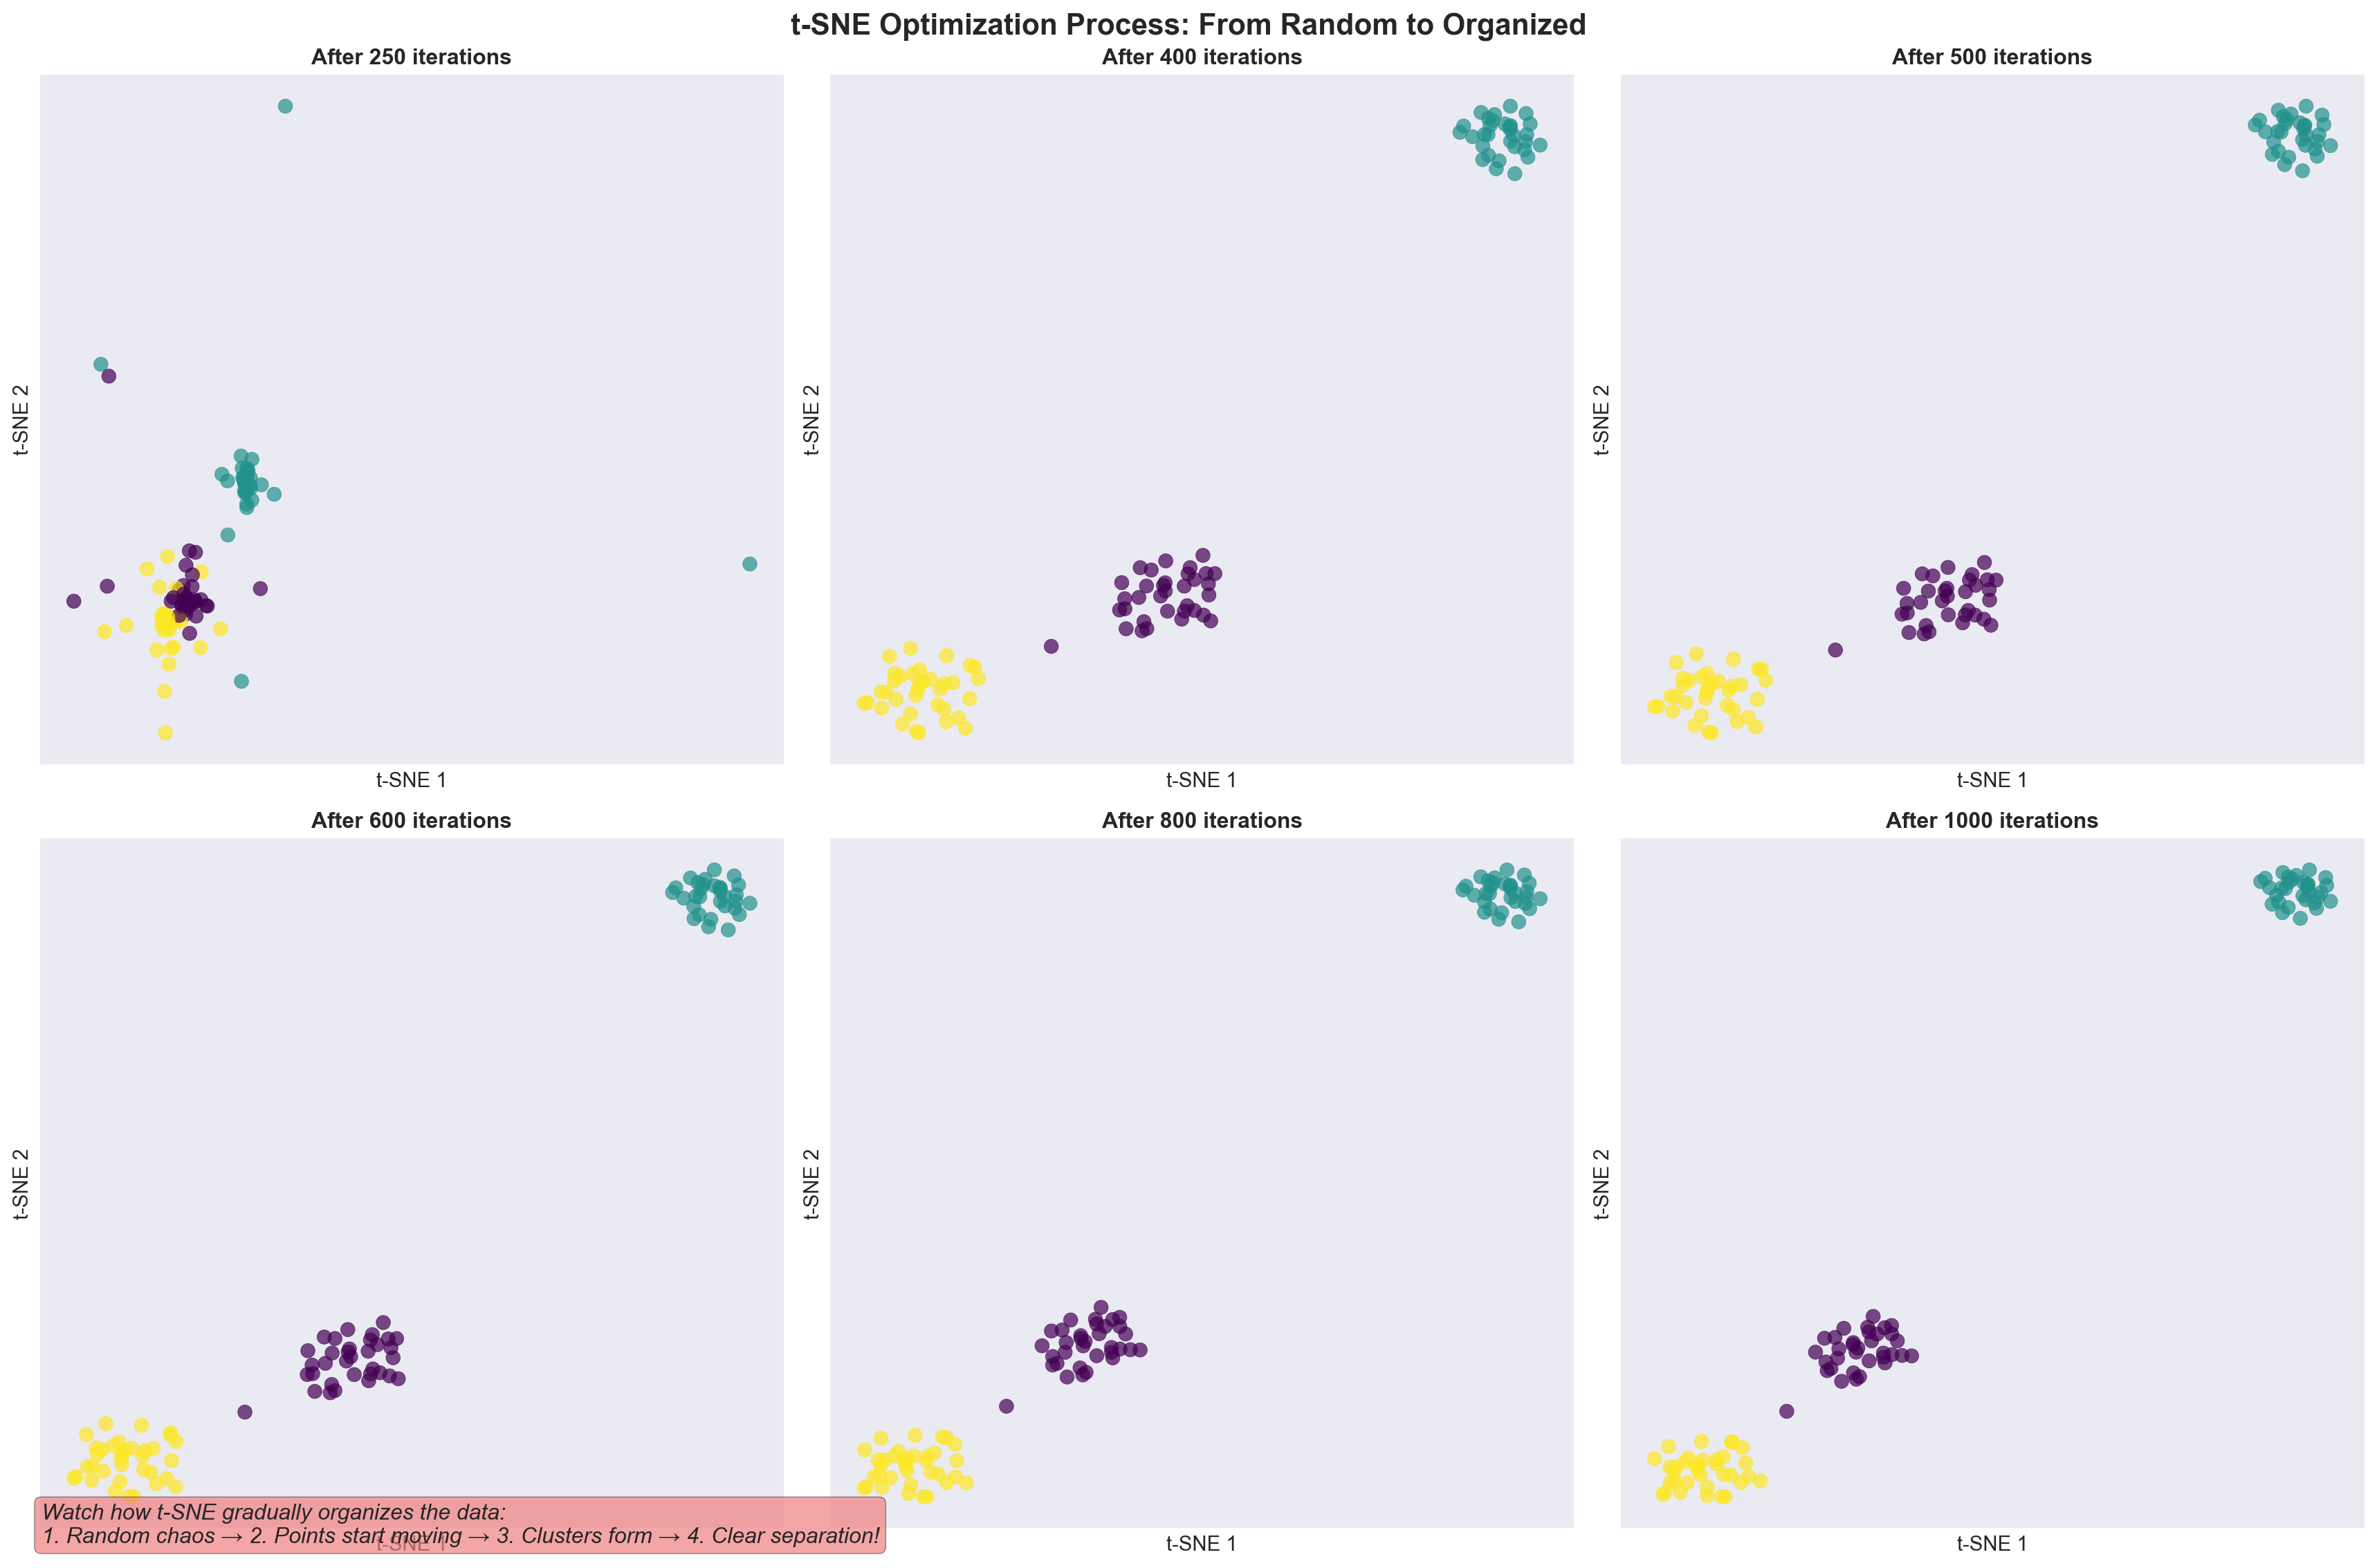 t-SNE Optimization Process: From Random to Organized
After 250 iterations
After 400 iterations
After 500 iterations
t-SNE 2
t-SNE 2
t-SNE 2
t-SNE 1
t-SNE 1
t-SNE 1
After 600 iterations
After 800 iterations
After 1000 iterations
t-SNE 2
t-SNE 2
t-SNE 2
Watch how t-SNE gradually organizes the data:
1. Random chaos → 2. Points start moving → 3. Clusters form → 4. Clear separation!
t-SNE 1
t-SNE 1
t-SNE 1